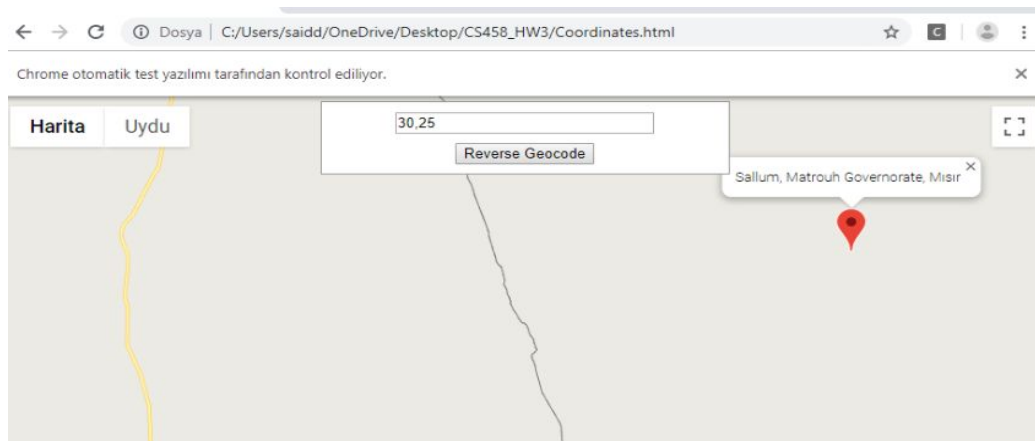 Dosya | C:/Users/saidd/OneDrive/Desktop/CS458_HW3/Coordinates.html
C
Chrome otomatik test yazılımı tarafından kontrol ediliyor.
Harita Uydu
30,25
Reverse Geocode
Sallum, Matrouh Governorate, Mısır